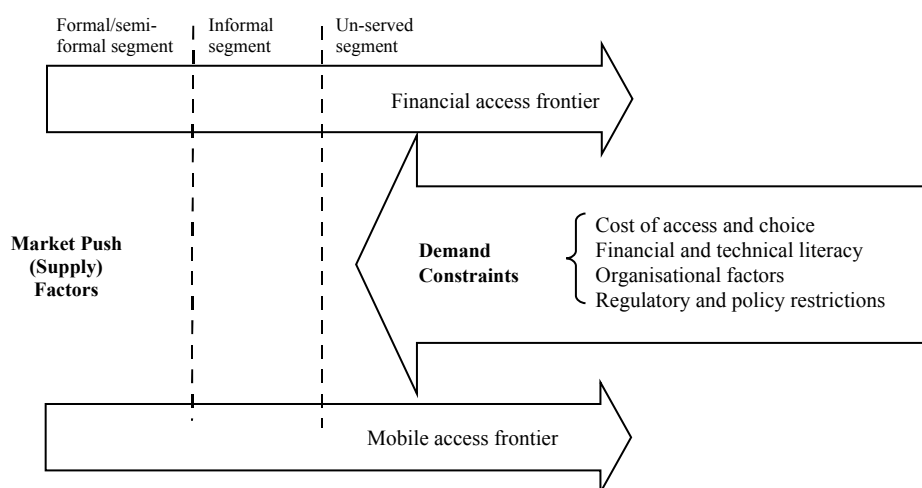 Formal/semi-
formal segment
Informal
segment
Un-served
segment
Financial access frontier
Market Push
(Supply)
Factors
Demand
Constraints
Cost of access and choice
Financial and technical literacy
Organisational factors
Regulatory and policy restrictions
Mobile access frontier